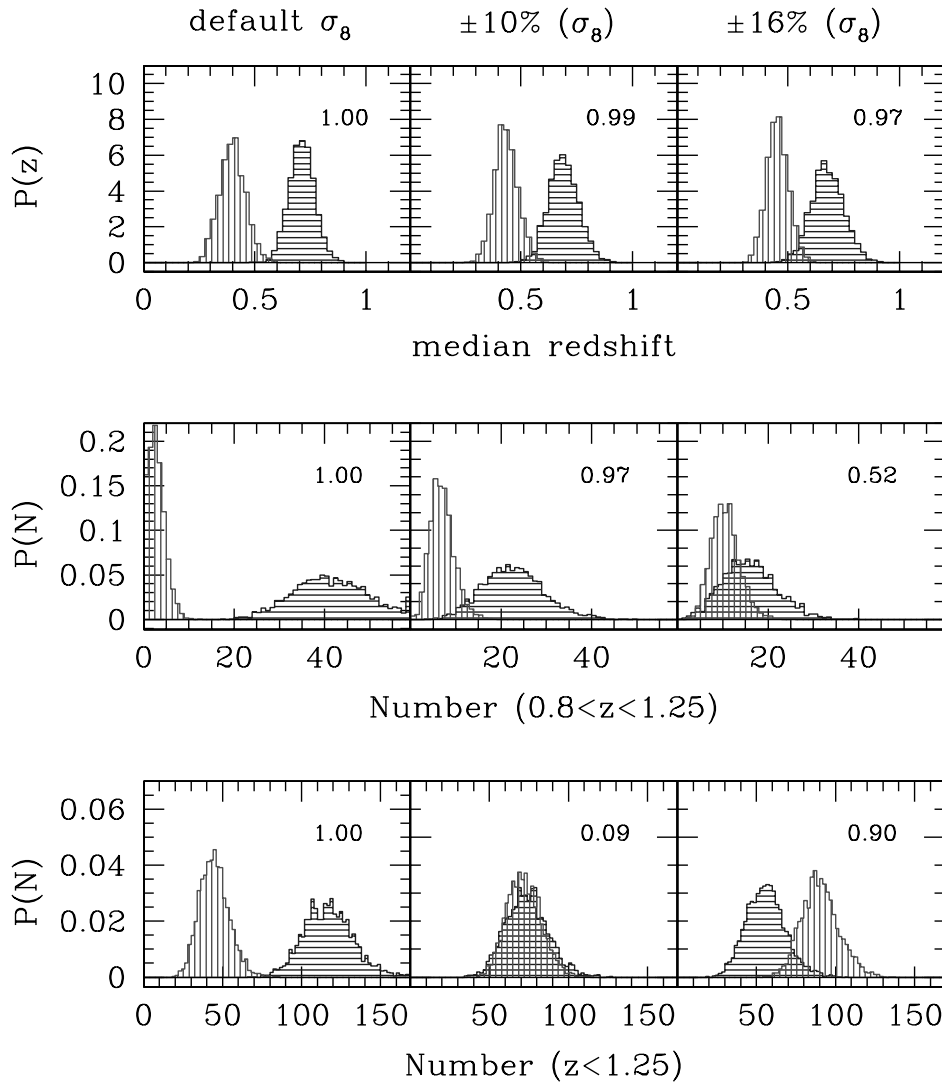 default σ₈ ±10% (σ₈) ±16% (σ₈)
P(z)
10
8
6
4
2
0
1.00 0.99 0.97
0 0.5 1 0.5 1 0.5 1
median redshift
P(N)
0.2
0.15
0.1
0.05
0
1.00 0.97 0.52
0 20 40 20 40 20 40
Number (0.8<z<1.25)
P(N)
0.06
0.04
0.02
0
1.00 0.09 0.90
0 50 100 150 50 100 150 50 100 150
Number (z<1.25)